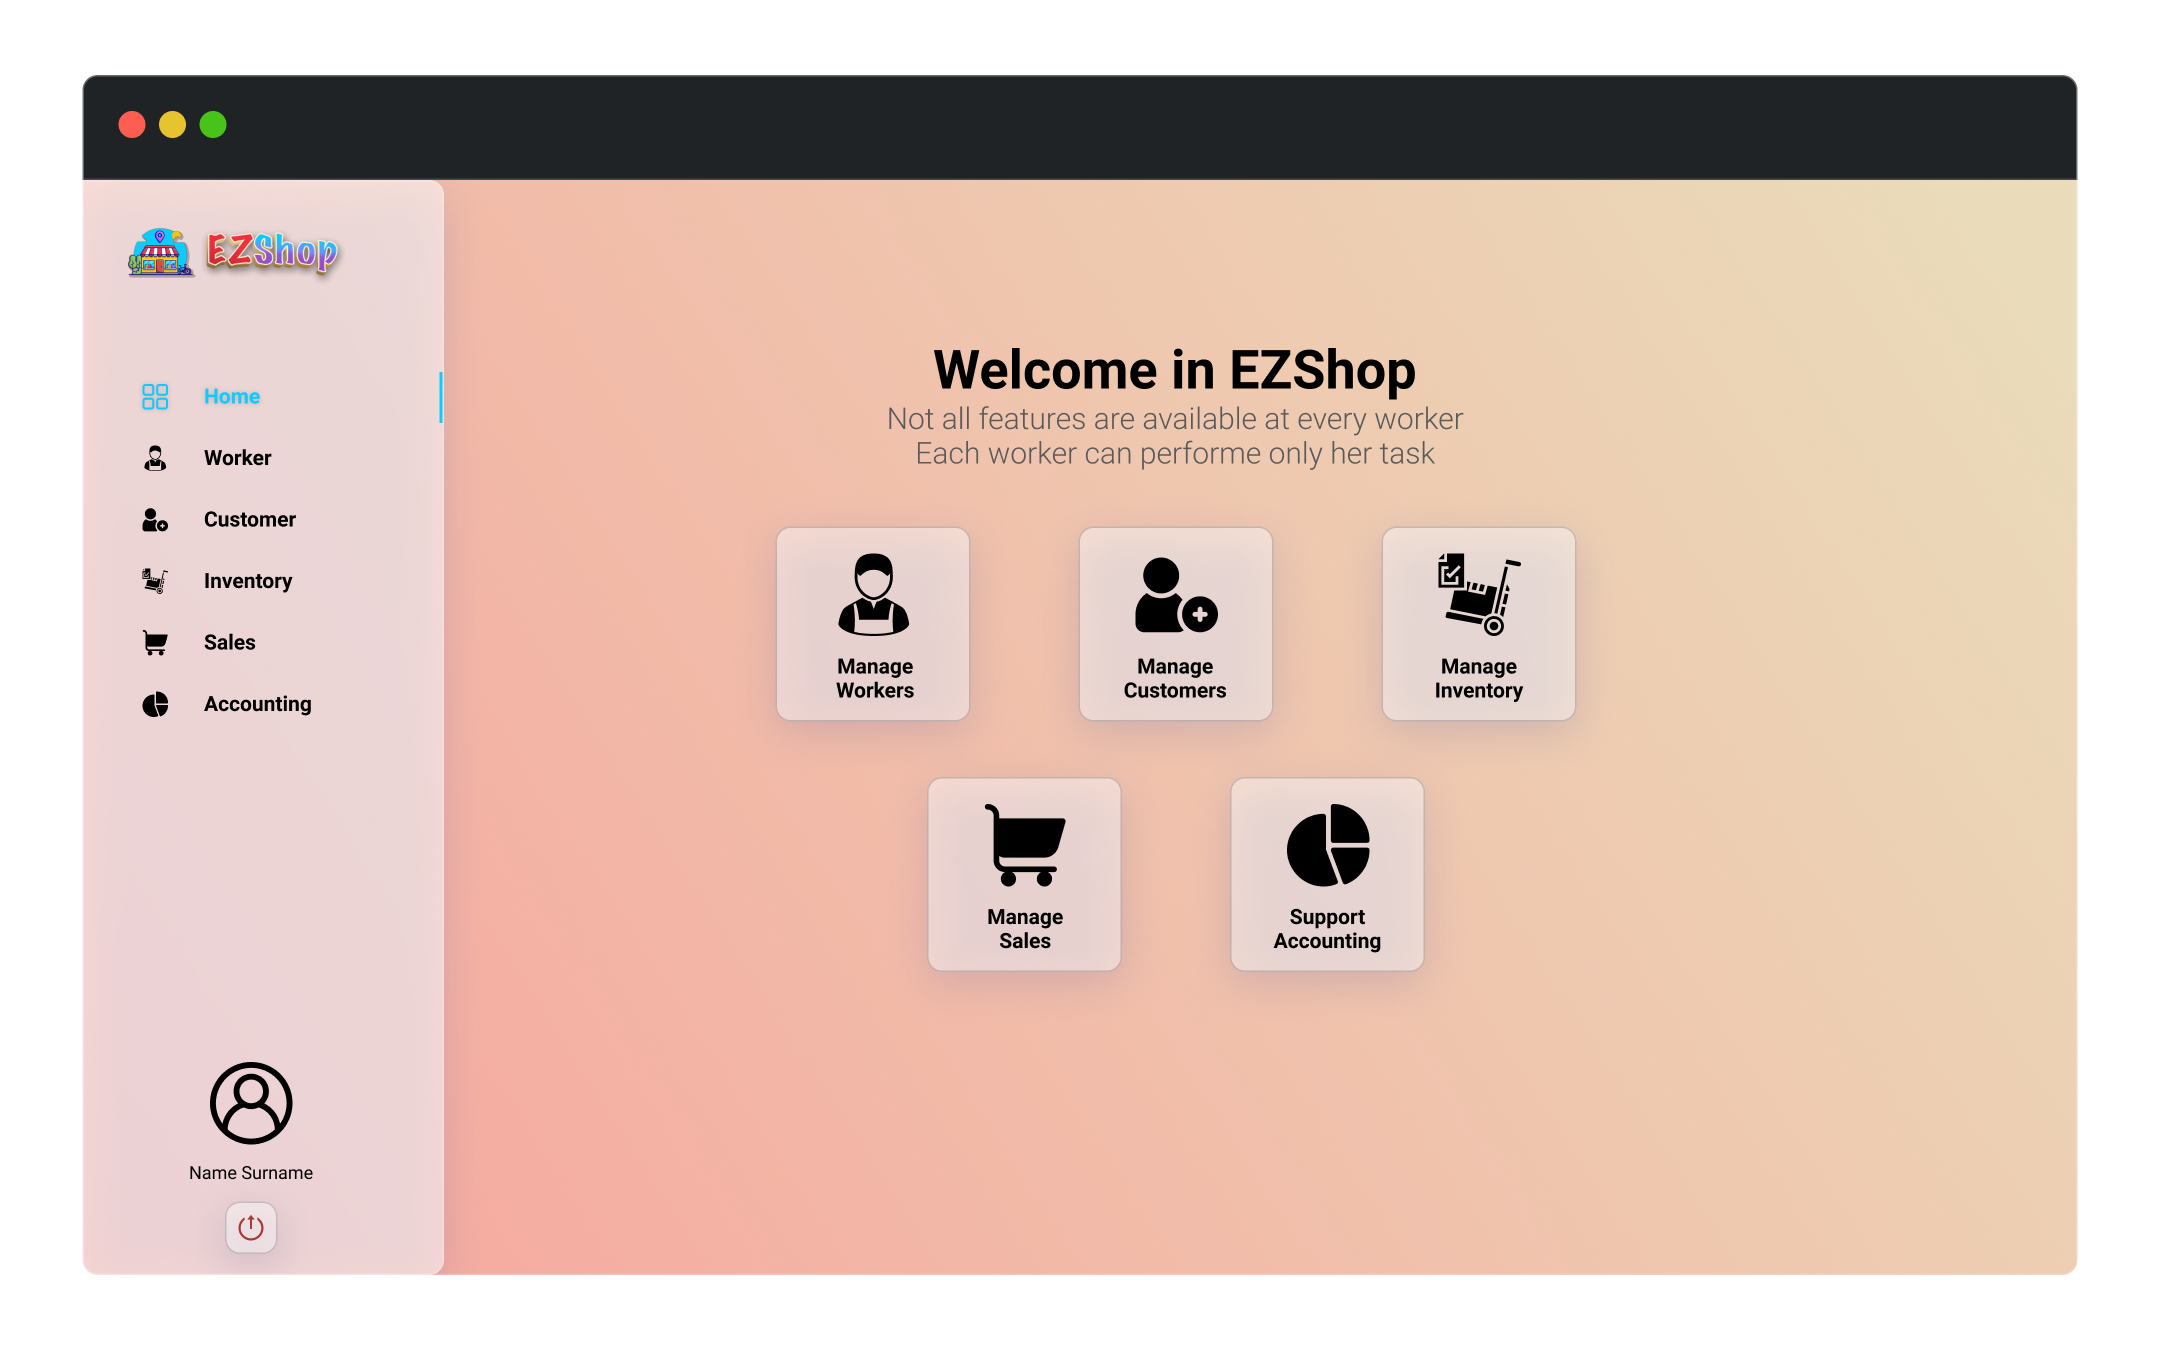 EZShop
Home
Worker
Customer
Inventory
Sales
Accounting
Name Surname
Welcome in EZShop
Not all features are available at every worker
Each worker can performe only her task
Manage
Workers
Manage
Customers
Manage
Inventory
Manage
Sales
Support
Accounting